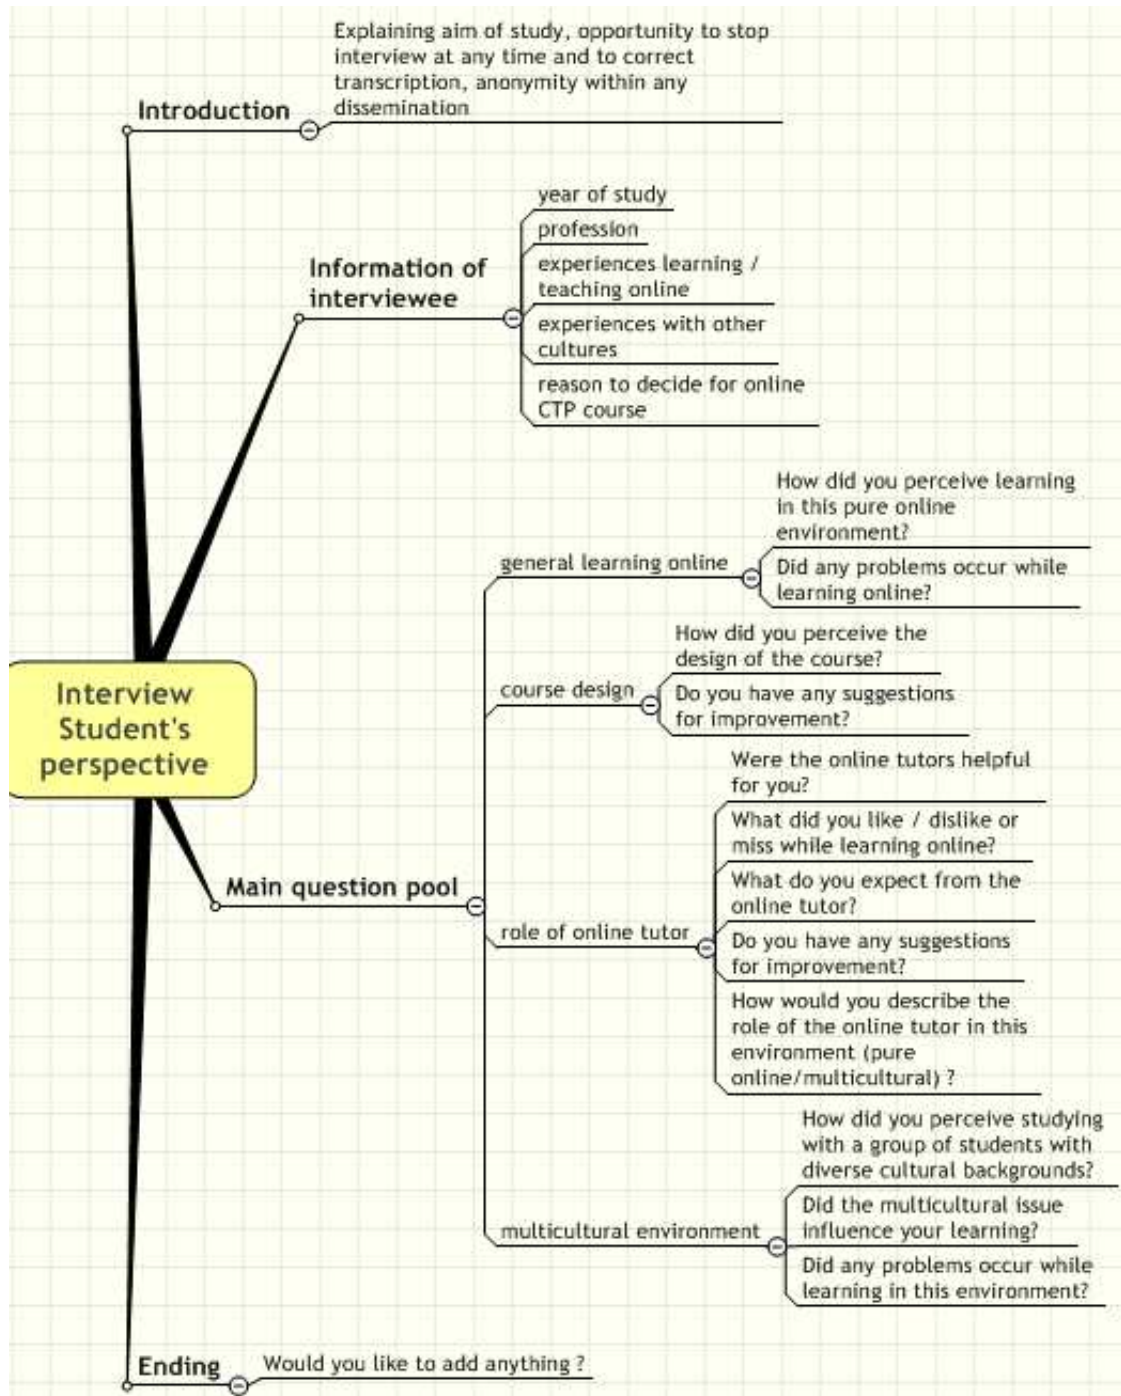 Explaining aim of study, opportunity to stop
interview at any time and to correct
transcription, anonymity within any
dissemination
Introduction
year of study
profession
Information of
interviewee
experiences learning /
teaching online
experiences with other
cultures
reason to decide for online
CTP course
How did you perceive learning
in this pure online
environment?
general learning online
Did any problems occur while
learning online?
How did you perceive the
design of the course?
course design
Do you have any suggestions
for improvement?
Interview
Student's
perspective
Were the online tutors helpful
for you?
What did you like / dislike or
miss while learning online?
Main question pool
What do you expect from the
online tutor?
role of online tutor
Do you have any suggestions
for improvement?
How would you describe the
role of the online tutor in this
environment (pure
online/multicultural) ?
How did you perceive studying
with a group of students with
diverse cultural backgrounds?
multicultural environment
Did the multicultural issue
influence your learning?
Did any problems occur while
learning in this environment?
Ending
Would you like to add anything ?